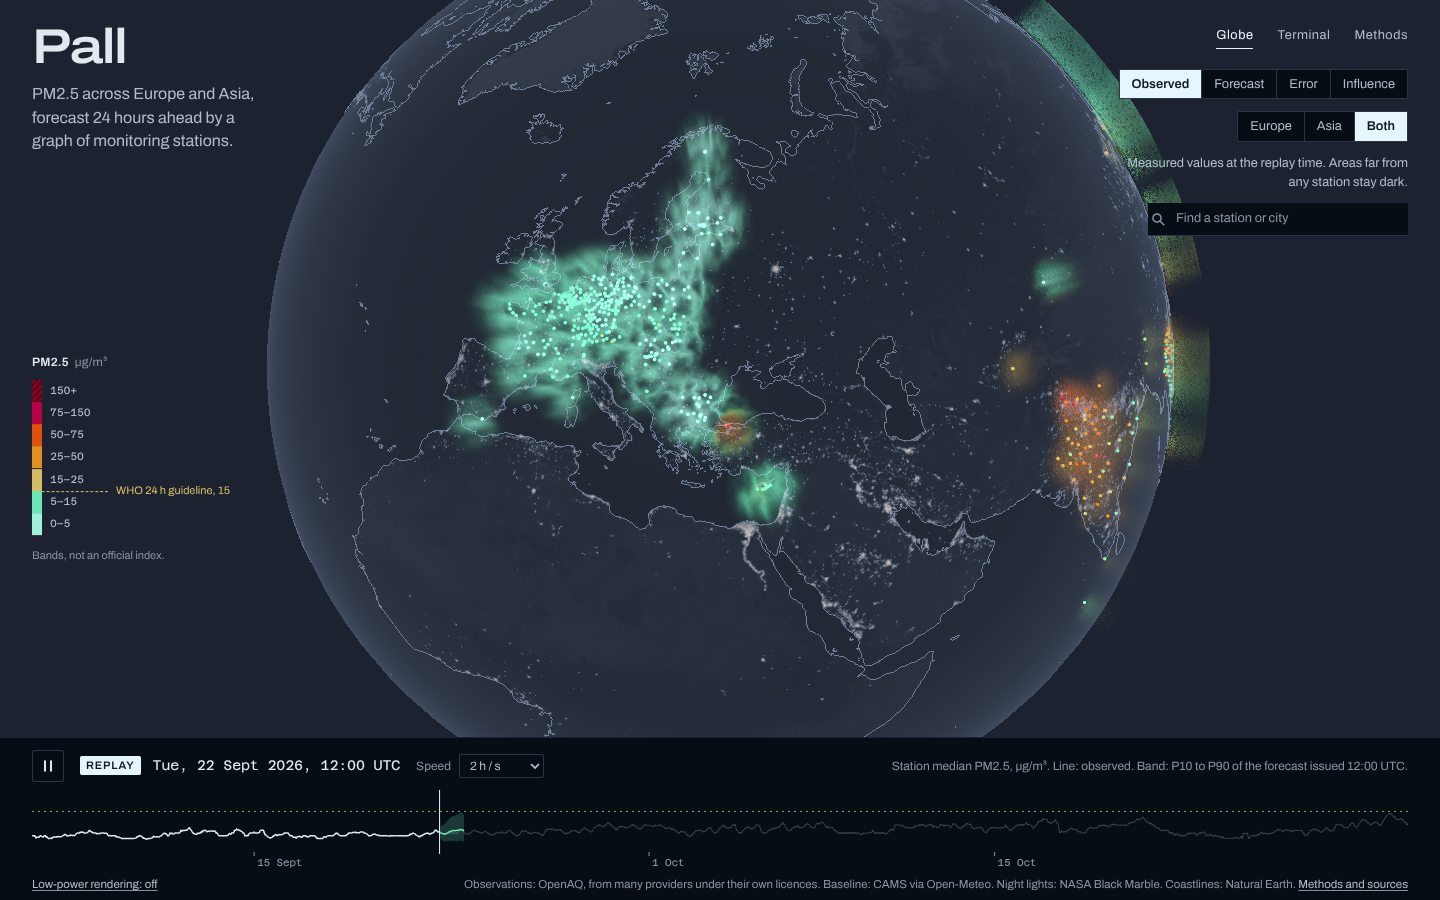 Pall
PM2.5 across Europe and Asia,
forecast 24 hours ahead by a
graph of monitoring stations.
Globe Terminal Methods
Observed Forecast Error Influence
Europe Asia Both
Measured values at the replay time. Areas far from
any station stay dark.
Find a station or city
PM2.5 µg/m³
150+
75–150
50–75
25–50
15–25
WHO 24 h guideline, 15
5–15
0–5
Bands, not an official index.
REPLAY Tue, 22 Sept 2026, 12:00 UTC Speed 2h/s
Station median PM2.5, µg/m³. Line: observed. Band: P10 to P90 of the forecast issued 12:00 UTC.
15 Sept 1 Oct 15 Oct
Low-power rendering: off
Observations: OpenAQ, from many providers under their own licences. Baseline: CAMS via Open-Meteo. Night lights: NASA Black Marble. Coastlines: Natural Earth. Methods and sources